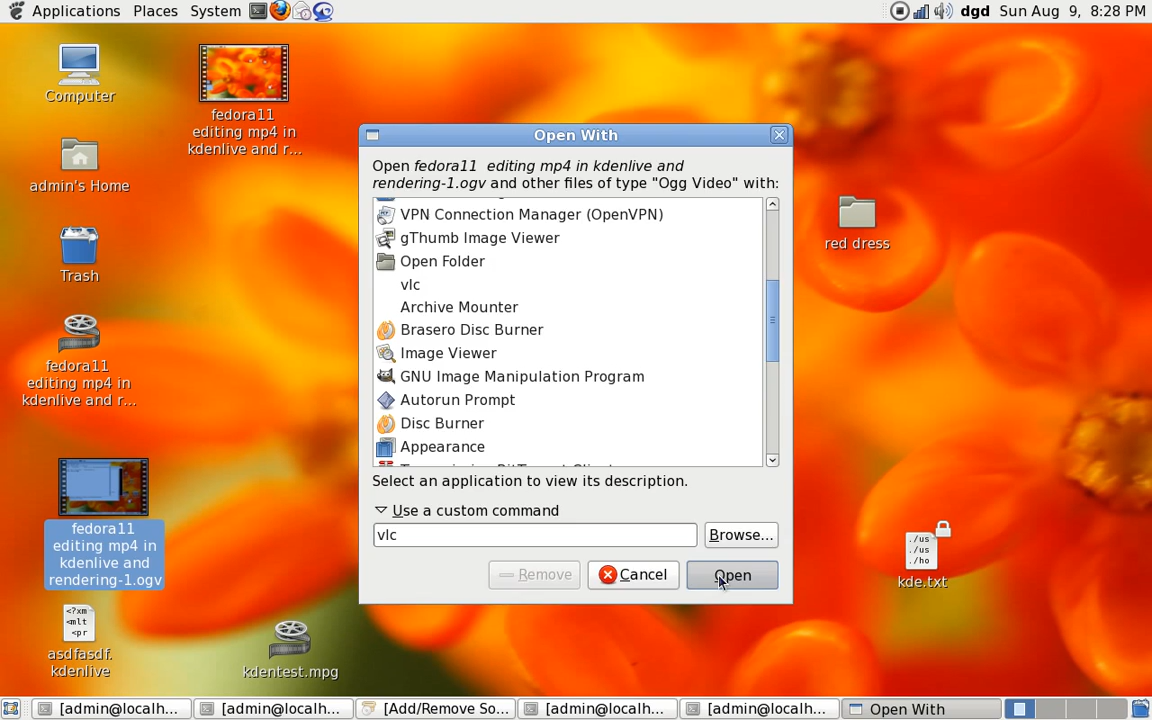 Applications Places System
dgd Sun Aug 9, 8:28 PM
Computer
fedora11
editing mp4 in
kdenlive and r...
admin's Home
Trash
fedora11
editing mp4 in
kdenlive and r...
fedora11
editing mp4 in
kdenlive and
rendering-1.ogv
<?xm
<mlt
<pr
asdfasdf.
kdenlive
kdentest.mpg
red dress
./us
./us
./ho
kde.txt
Open With
Open fedora11 editing mp4 in kdenlive and
rendering-1.ogv and other files of type "Ogg Video" with:
VPN Connection Manager (OpenVPN)
gThumb Image Viewer
Open Folder
vlc
Archive Mounter
Brasero Disc Burner
Image Viewer
GNU Image Manipulation Program
Autorun Prompt
Disc Burner
Appearance
Select an application to view its description.
Use a custom command
vlc
Browse...
Remove Cancel Open
[admin@localh... [admin@localh... [Add/Remove So... [admin@localh... [admin@localh... Open With